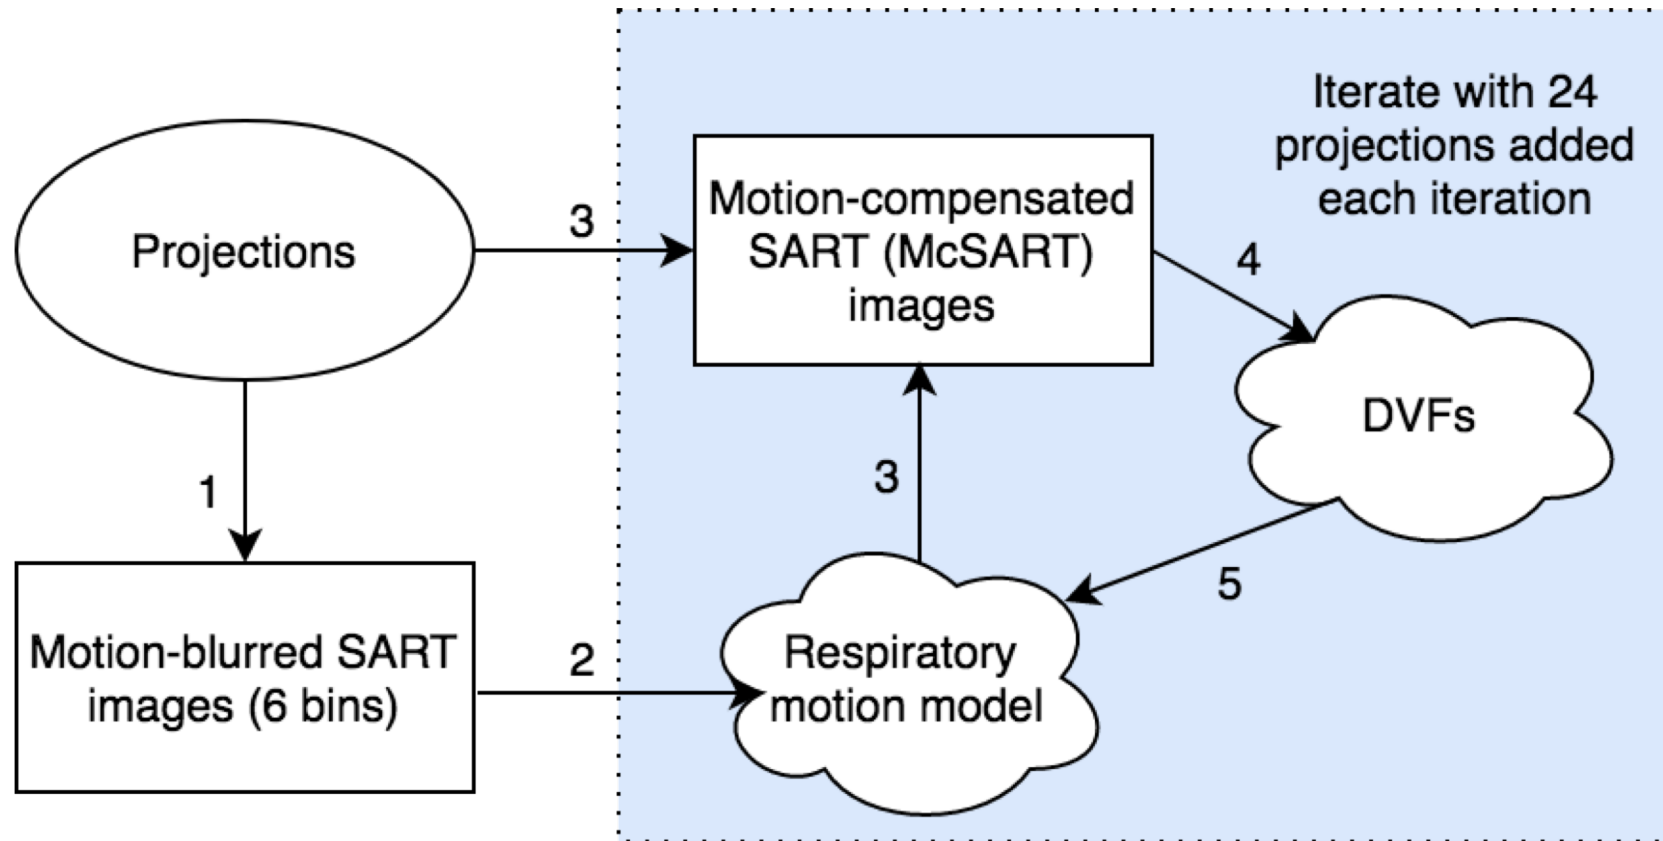 Iterate with 24
projections added
each iteration
Projections
3
Motion-compensated
SART (McSART)
images
4
DVFs
1
3
5
Motion-blurred SART
images (6 bins)
2
Respiratory
motion model